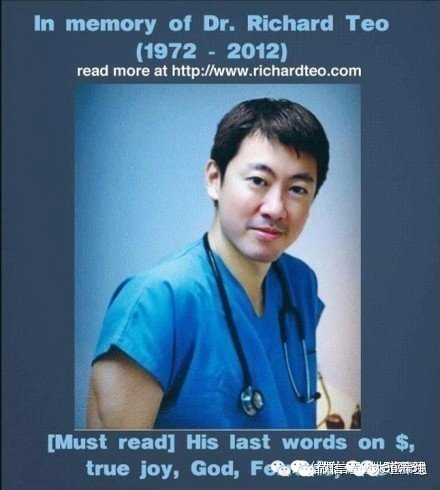 In memory of Dr. Richard Teo
(1972 - 2012)
read more at http://www.richardteo.com
[Must read] His last words on $,
true joy, God,